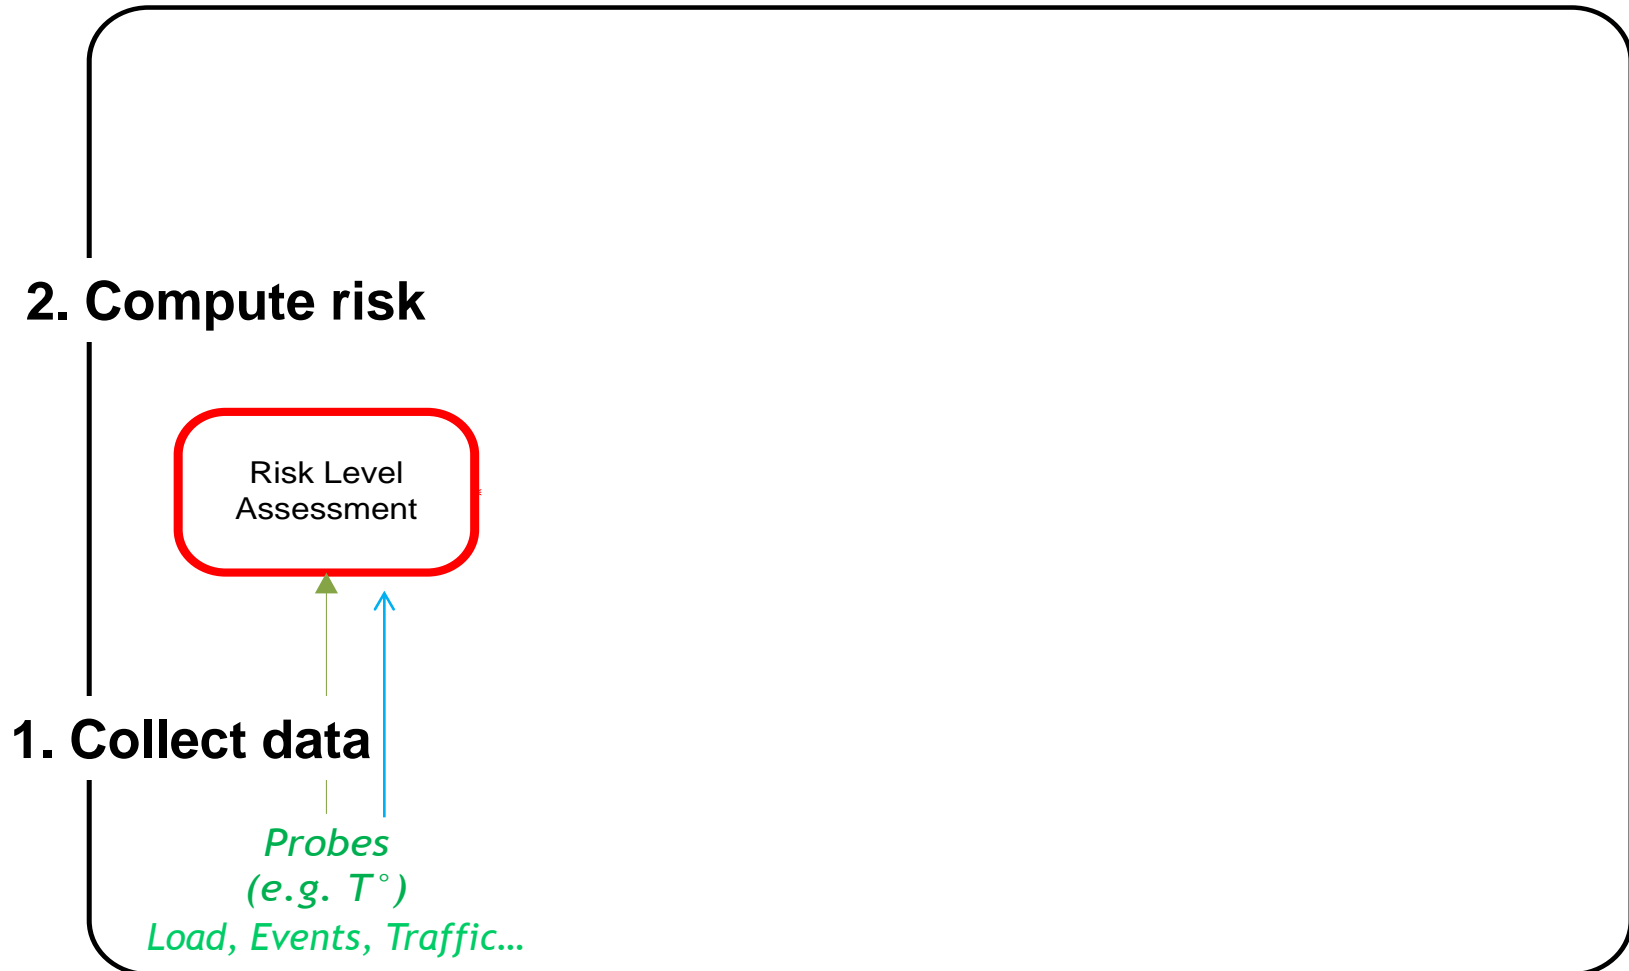 2. Compute risk
Risk Level
Assessment
1. Collect data
Probes
(e.g. T°)
Load, Events, Traffic…